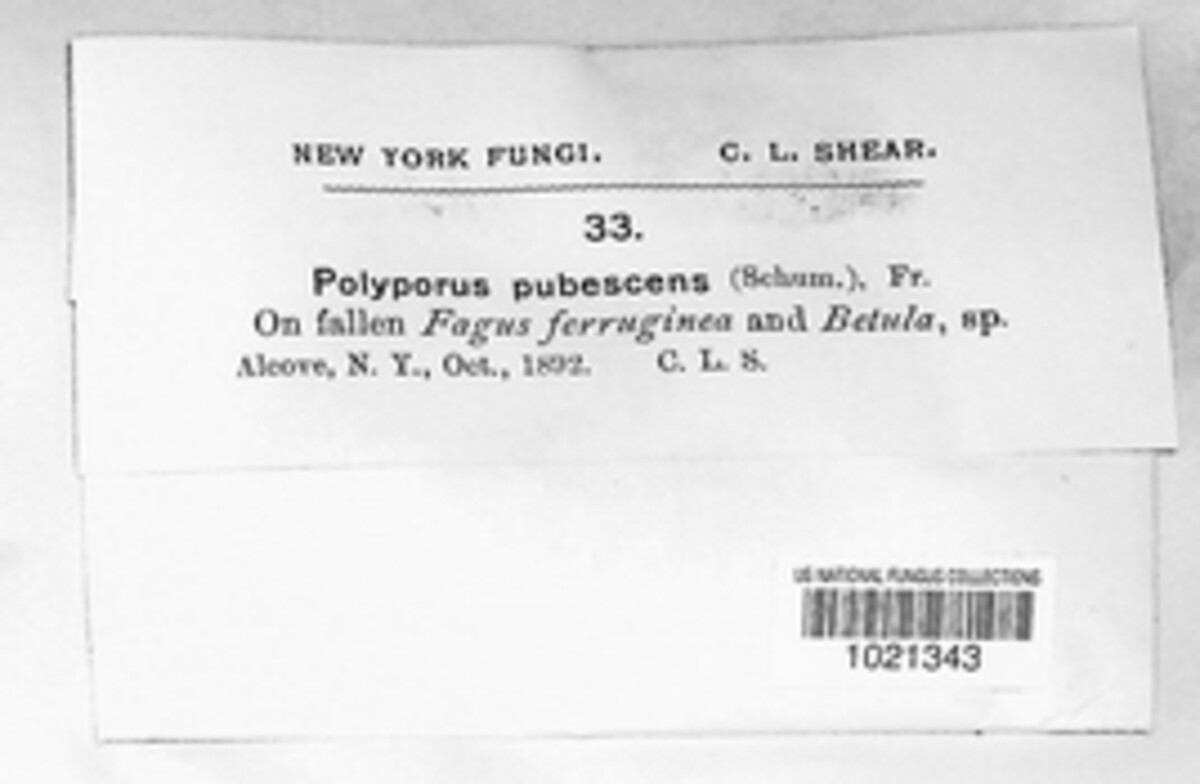 NEW YORK FUNGI. C. L. SHEAR.
33.
Polyporus pubescens (Schum.), Fr.
On fallen Fagus ferruginea and Betula, sp.
Alcove, N. Y., Oct., 1892. C. L. S.
US NATIONAL FUNGUS COLLECTIONS
1021343